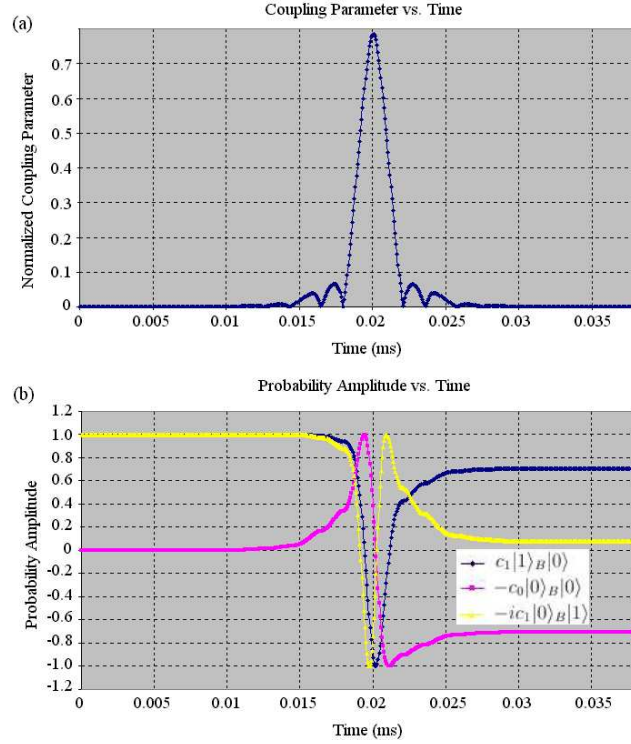 (a)
Coupling Parameter vs. Time
Normalized Coupling Parameter
0.7
0.6
0.5
0.4
0.3
0.2
0.1
0
0 0.005 0.01 0.015 0.02 0.025 0.03 0.035
Time (ms)
(b)
Probability Amplitude vs. Time
Probability Amplitude
1.2
1.0
0.8
0.6
0.4
0.2
0
-0.2
-0.4
-0.6
-0.8
-1.0
-1.2
c₁|1⟩_B|0⟩
-c₀|0⟩_B|0⟩
-ic₁|0⟩_B|1⟩
0 0.005 0.01 0.015 0.02 0.025 0.03 0.035
Time (ms)